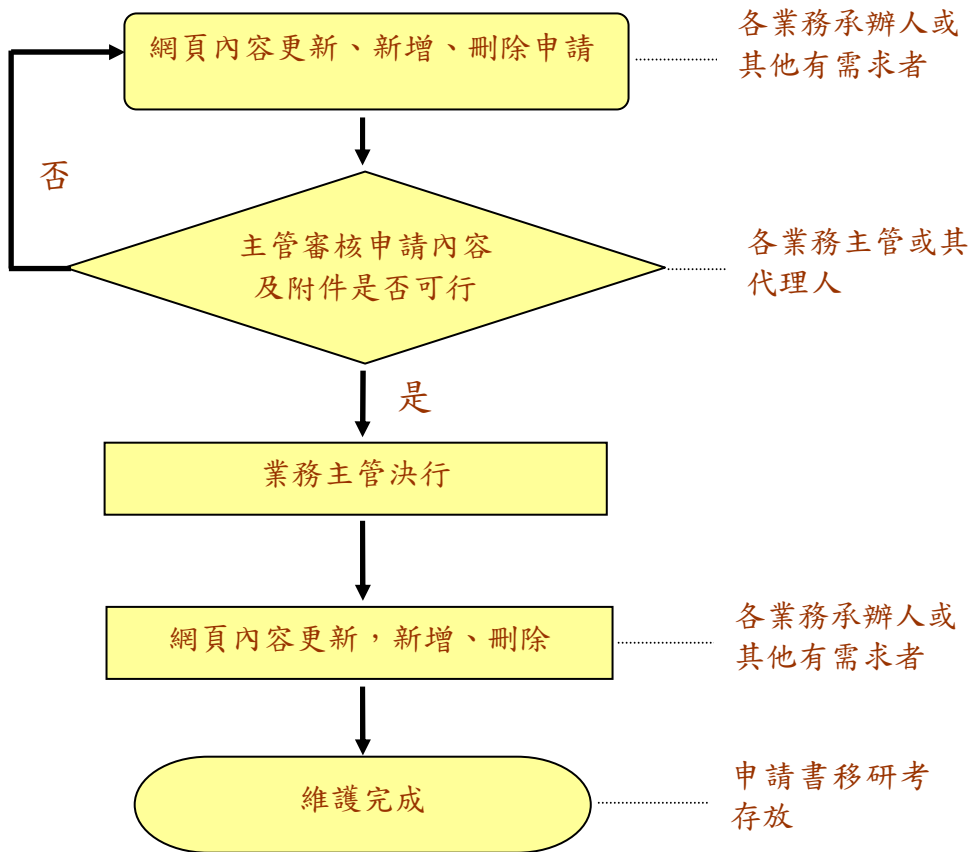 網頁內容更新、新增、刪除申請
各業務承辦人或
其他有需求者
否
主管審核申請內容
及附件是否可行
各業務主管或其
代理人
是
業務主管決行
網頁內容更新，新增、刪除
各業務承辦人或
其他有需求者
維護完成
申請書移研考
存放